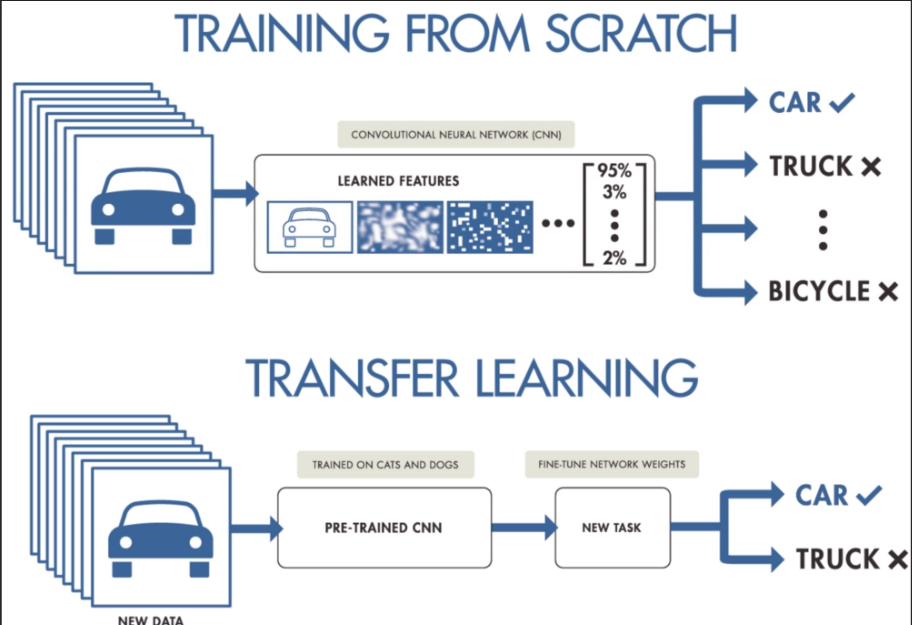 TRAINING FROM SCRATCH
CONVOLUTIONAL NEURAL NETWORK (CNN)
LEARNED FEATURES
95%
3%
2%
CAR ✓
TRUCK ✕
BICYCLE ✕
TRANSFER LEARNING
TRAINED ON CATS AND DOGS
FINE-TUNE NETWORK WEIGHTS
PRE-TRAINED CNN
NEW TASK
CAR ✓
TRUCK ✕
NEW DATA